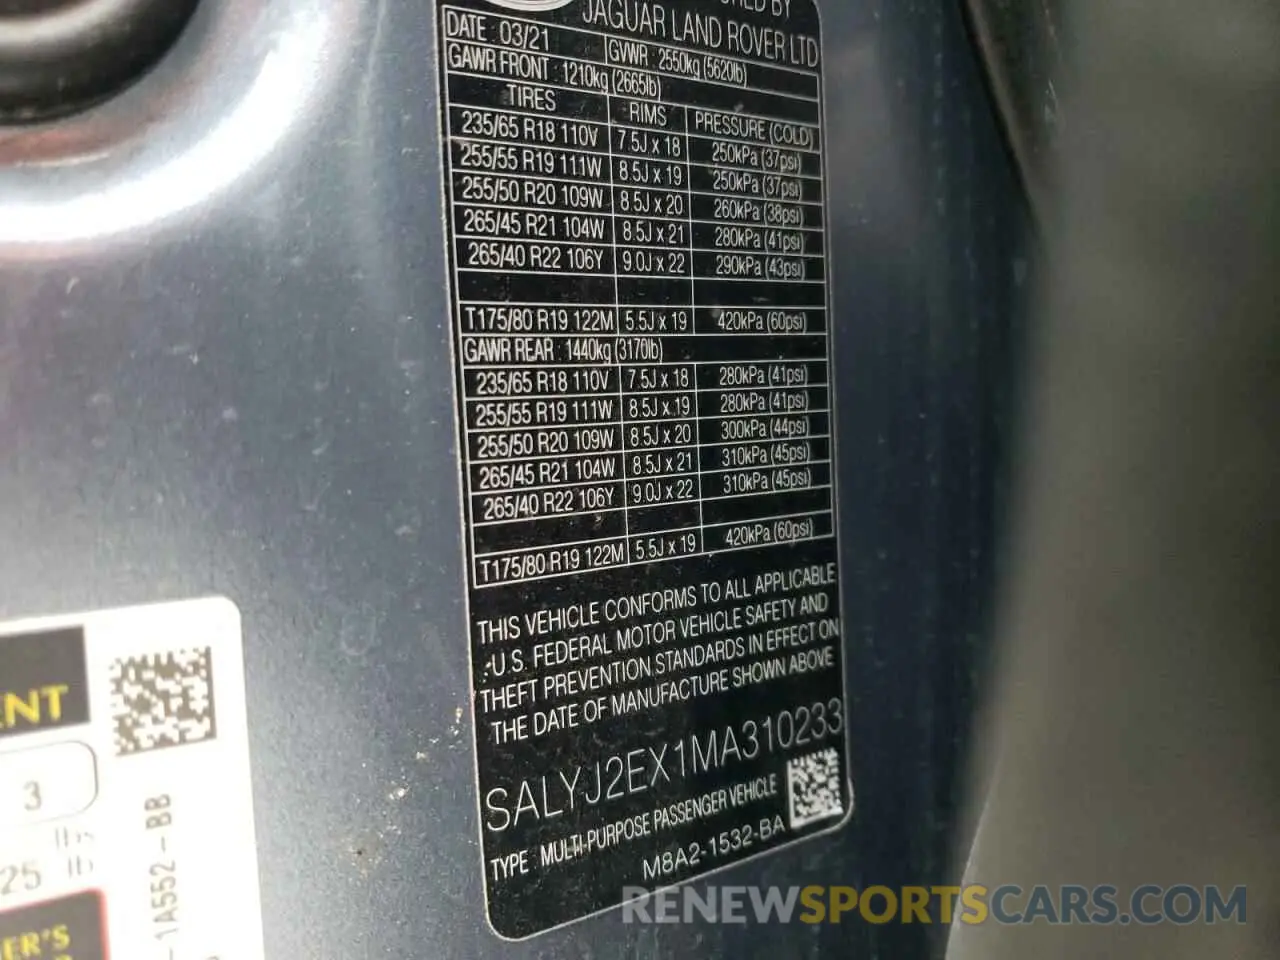 BY
JAGUAR LAND ROVER LTD
DATE : 03/21 GVWR : 2550kg (5620lb)
GAWR FRONT : 1210kg (2665lb)
TIRES RIMS PRESSURE (COLD)
235/65 R18 110V 7.5J x 18 250kPa (37psi)
255/55 R19 111W 8.5J x 19 250kPa (37psi)
255/50 R20 109W 8.5J x 20 260kPa (38psi)
265/45 R21 104W 8.5J x 21 280kPa (41psi)
265/40 R22 106Y 9.0J x 22 290kPa (43psi)
T175/80 R19 122M 5.5J x 19 420kPa (60psi)
GAWR REAR : 1440kg (3170lb)
235/65 R18 110V 7.5J x 18 280kPa (41psi)
255/55 R19 111W 8.5J x 19 280kPa (41psi)
255/50 R20 109W 8.5J x 20 300kPa (44psi)
265/45 R21 104W 8.5J x 21 310kPa (45psi)
265/40 R22 106Y 9.0J x 22 310kPa (45psi)
T175/80 R19 122M 5.5J x 19 420kPa (60psi)
THIS VEHICLE CONFORMS TO ALL APPLICABLE
U.S. FEDERAL MOTOR VEHICLE SAFETY AND
THEFT PREVENTION STANDARDS IN EFFECT ON
THE DATE OF MANUFACTURE SHOWN ABOVE
SALYJ2EX1MA310233
TYPE : MULTI-PURPOSE PASSENGER VEHICLE
M8A2-1532-BA
ENT
3
lbs
25 lb
ER'S
-1A552-BB
RENEWSPORTSCARS.COM